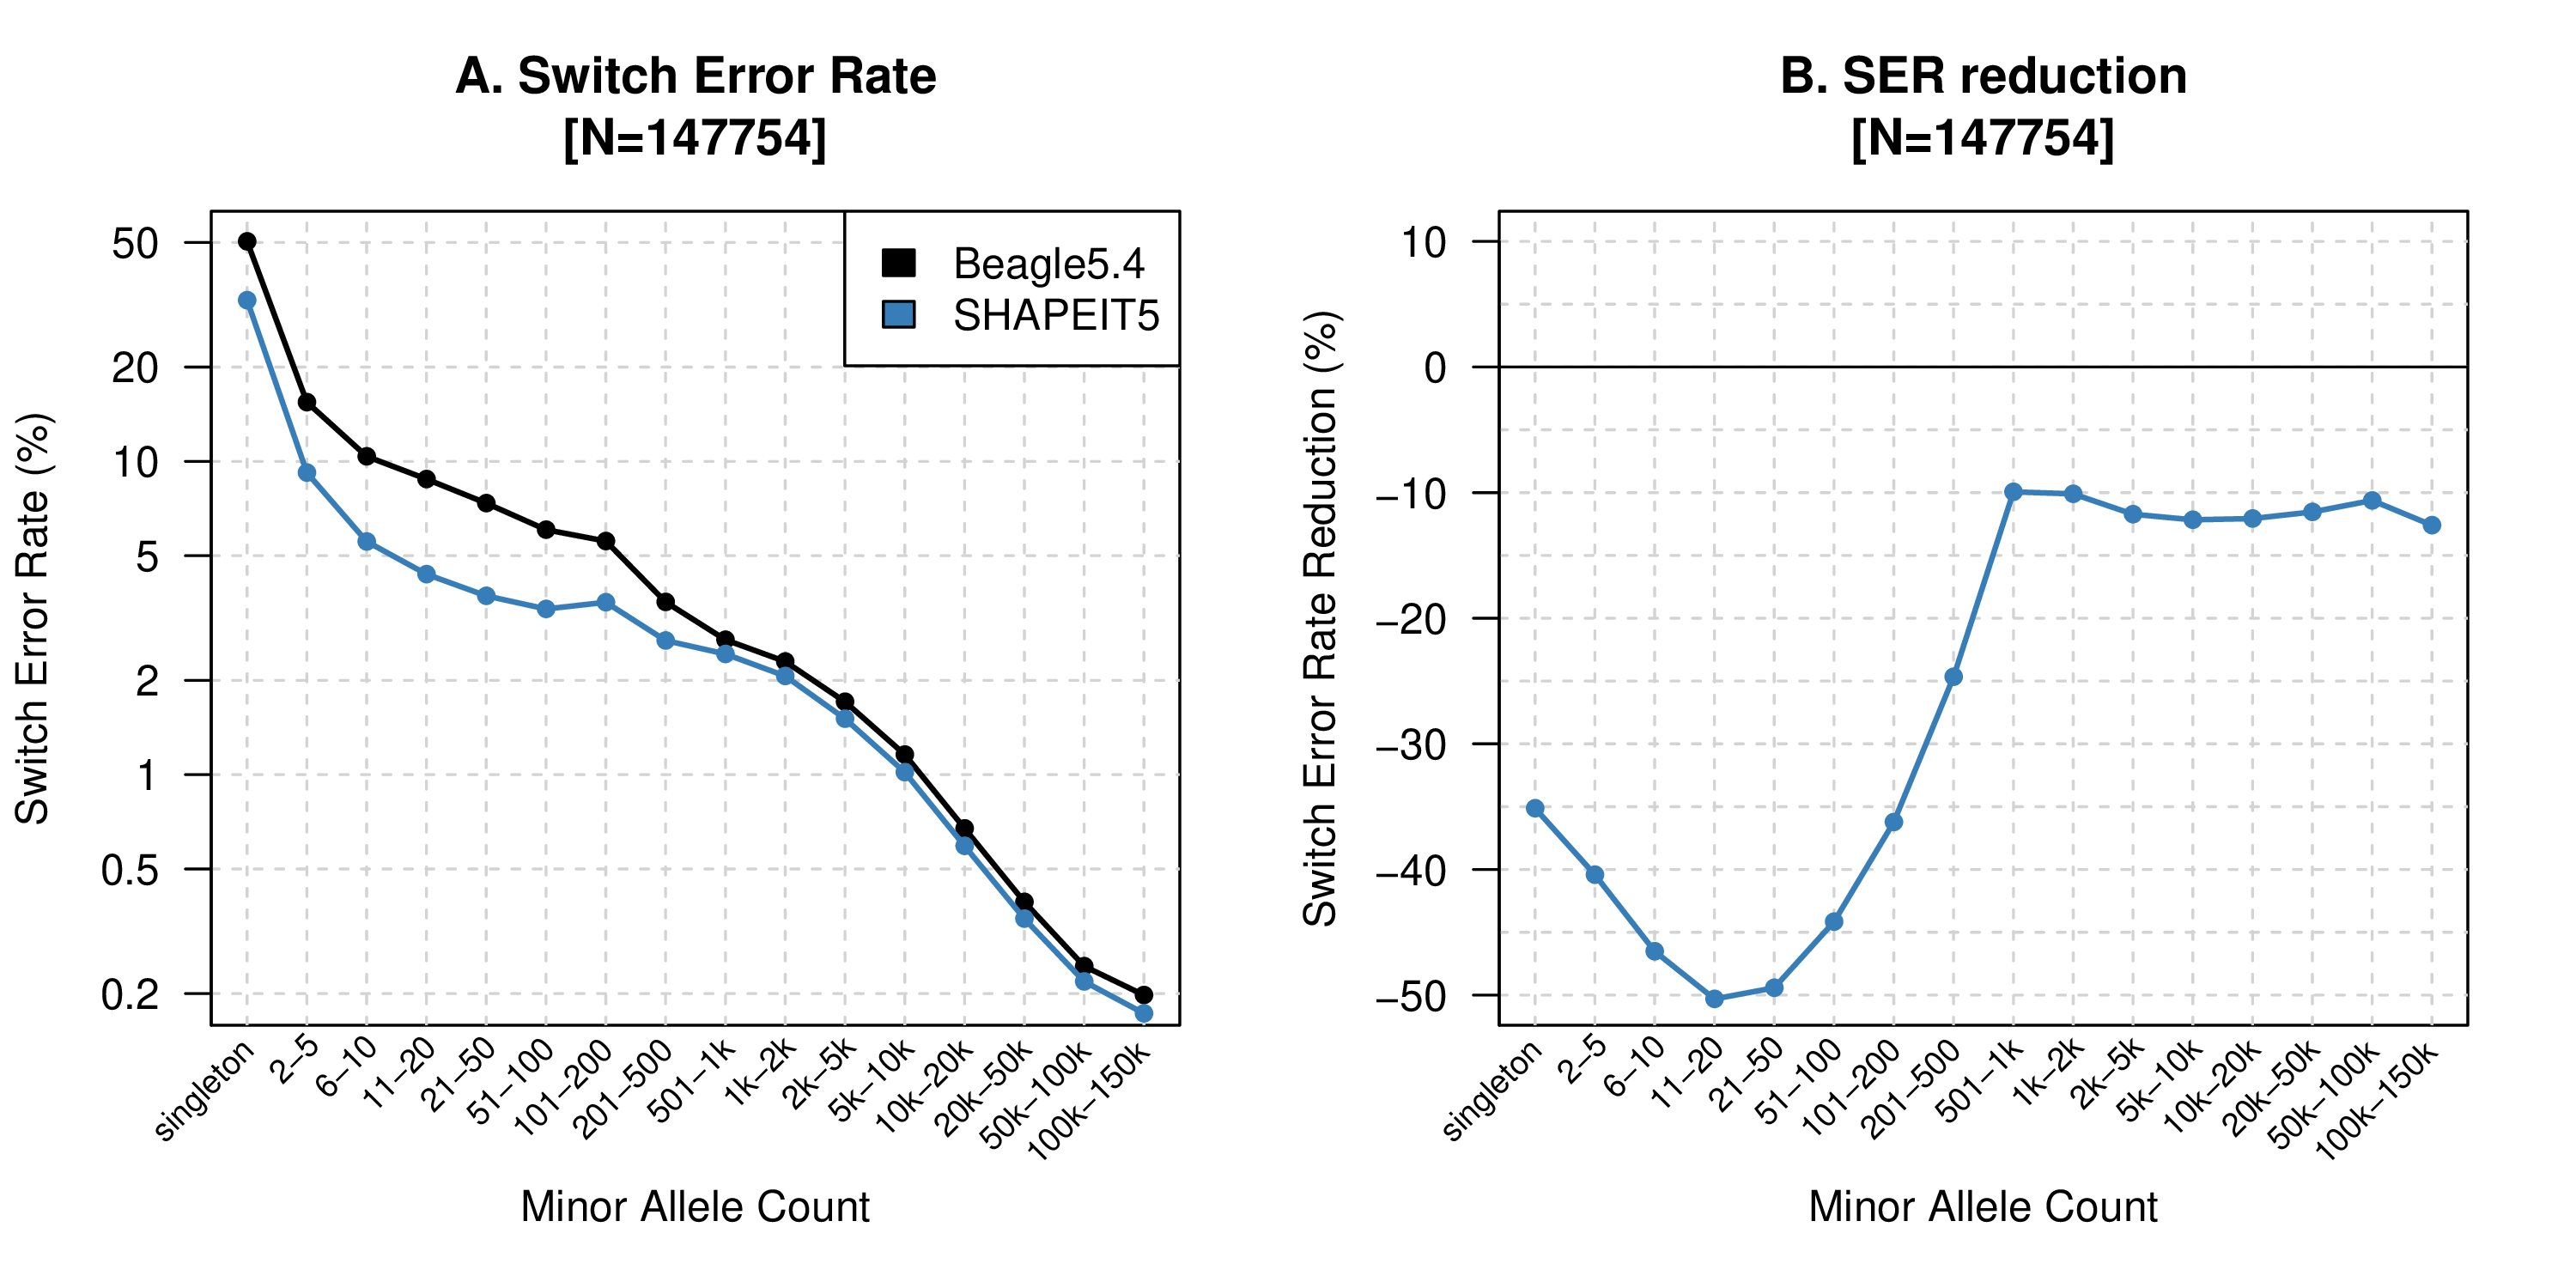 A. Switch Error Rate
[N=147754]
Switch Error Rate (%)
50
20
10
5
2
1
0.5
0.2
Beagle5.4
SHAPEIT5
singleton
2−5
6−10
11−20
21−50
51−100
101−200
201−500
501−1k
1k−2k
2k−5k
5k−10k
10k−20k
20k−50k
50k−100k
100k−150k
Minor Allele Count
B. SER reduction
[N=147754]
Switch Error Rate Reduction (%)
10
0
−10
−20
−30
−40
−50
singleton
2−5
6−10
11−20
21−50
51−100
101−200
201−500
501−1k
1k−2k
2k−5k
5k−10k
10k−20k
20k−50k
50k−100k
100k−150k
Minor Allele Count